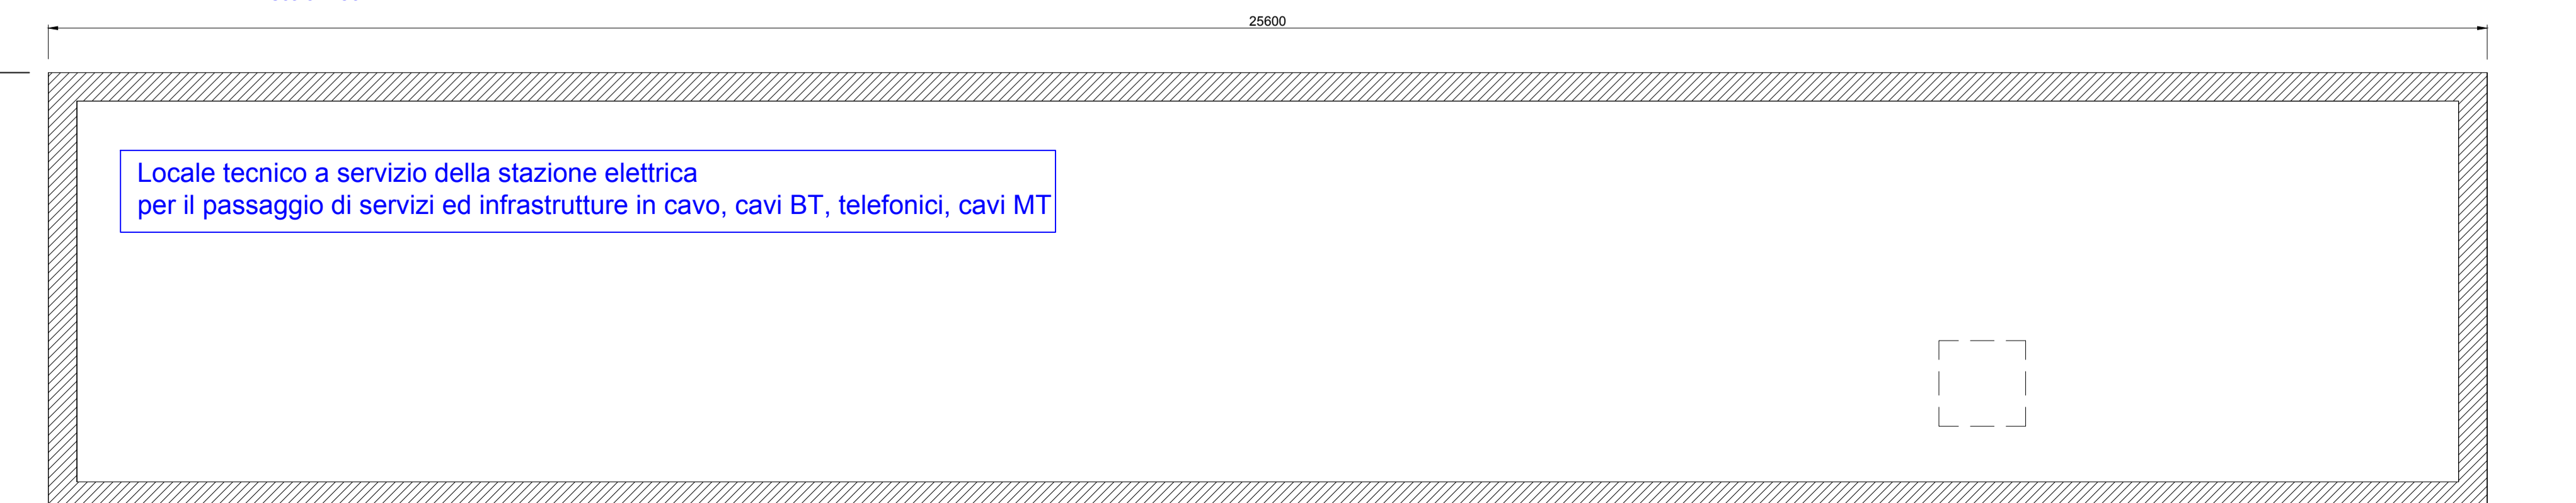 25600
Locale tecnico a servizio della stazione elettrica
per il passaggio di servizi ed infrastrutture in cavo, cavi BT, telefonici, cavi MT